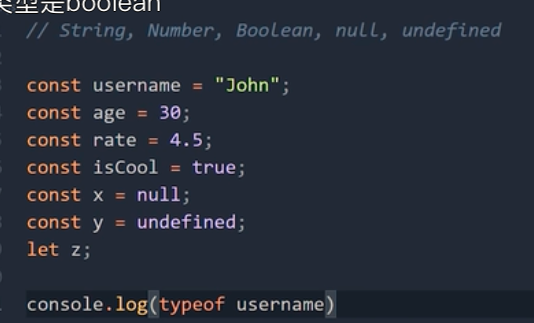 类型是boolean
// String, Number, Boolean, null, undefined
const username = "John";
const age = 30;
const rate = 4.5;
const isCool = true;
const x = null;
const y = undefined;
let z;
console.log(typeof username)